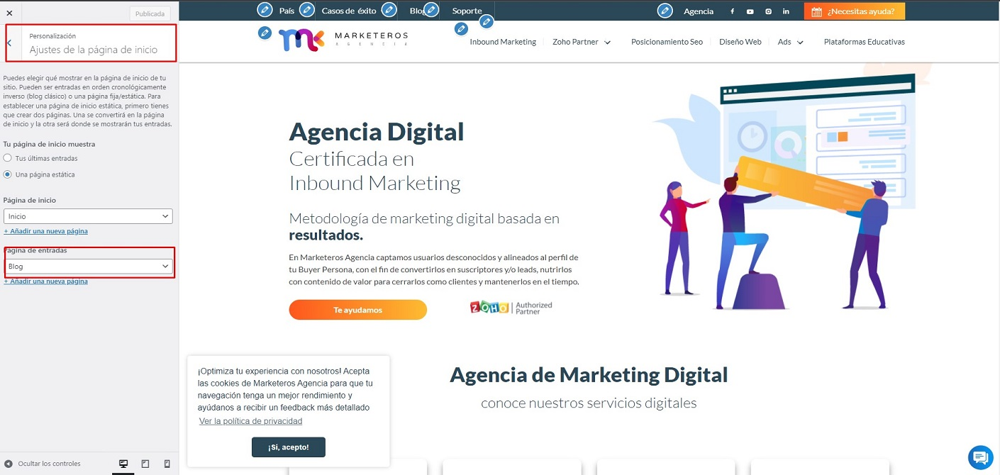 Publicada
Personalización
Ajustes de la página de inicio
Puedes elegir qué mostrar en la página de inicio de tu
sitio. Pueden ser entradas en orden cronológicamente
inverso (blog clásico) o una página fija/estática. Para
establecer una página de inicio estática, primero tienes
que crear dos páginas. Una se convertirá en la página
de inicio y la otra será donde se mostrarán tus entradas.
Tu página de inicio muestra
Tus últimas entradas
Una página estática
Página de inicio
Inicio
+ Añadir una nueva página
Página de entradas
Blog
+ Añadir una nueva página
Ocultar los controles
País
Casos de éxito
Blog
Soporte
Agencia
¿Necesitas ayuda?
MARKETEROS
AGENCIA
Inbound Marketing
Zoho Partner
Posicionamiento Seo
Diseño Web
Ads
Plataformas Educativas
Agencia Digital
Certificada en
Inbound Marketing
Metodología de marketing digital basada en
resultados.
En Marketeros Agencia captamos usuarios desconocidos y alineados al perfil de
tu Buyer Persona, con el fin de convertirlos en suscriptores y/o leads, nutrirlos
con contenido de valor para cerrarlos como clientes y mantenerlos en el tiempo.
Te ayudamos
ZOHO
Authorized
Partner
¡Optimiza tu experiencia con nosotros! Acepta
las cookies de Marketeros Agencia para que tu
navegación tenga un mejor rendimiento y
ayúdanos a recibir un feedback más detallado
Ver la política de privacidad
¡Sí, acepto!
Agencia de Marketing Digital
conoce nuestros servicios digitales